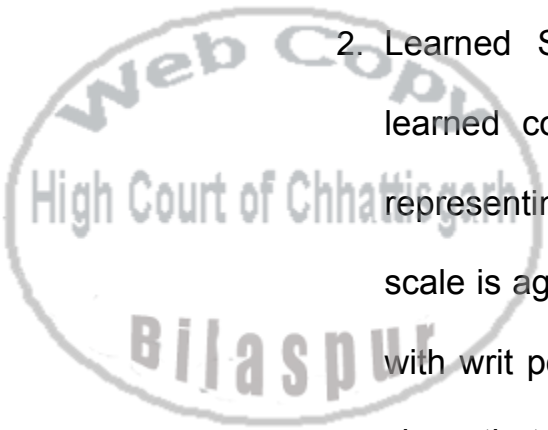 Web Copy
High Court of Chhattisgarh
Bilaspur
2. Learned S
learned co
representin
scale is ag
with writ pe